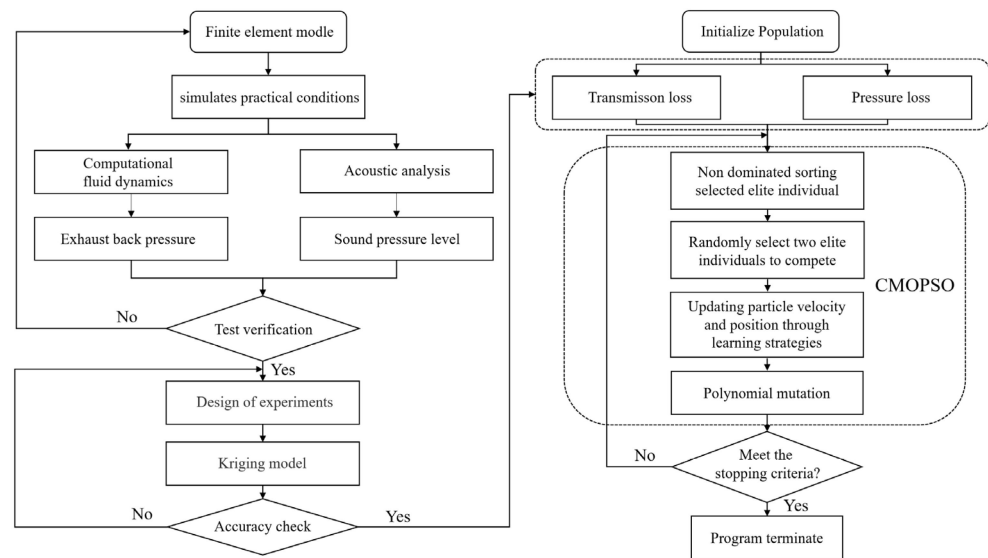 Finite element modle
simulates practical conditions
Computational
fluid dynamics
Acoustic analysis
Exhaust back pressure
Sound pressure level
No
Test verification
Yes
Design of experiments
Kriging model
No
Accuracy check
Yes
Initialize Population
Transmisson loss
Pressure loss
Non dominated sorting
selected elite individual
Randomly select two elite
individuals to compete
CMOPSO
Updating particle velocity
and position through
learning strategies
Polynomial mutation
No
Meet the
stopping criteria?
Yes
Program terminate